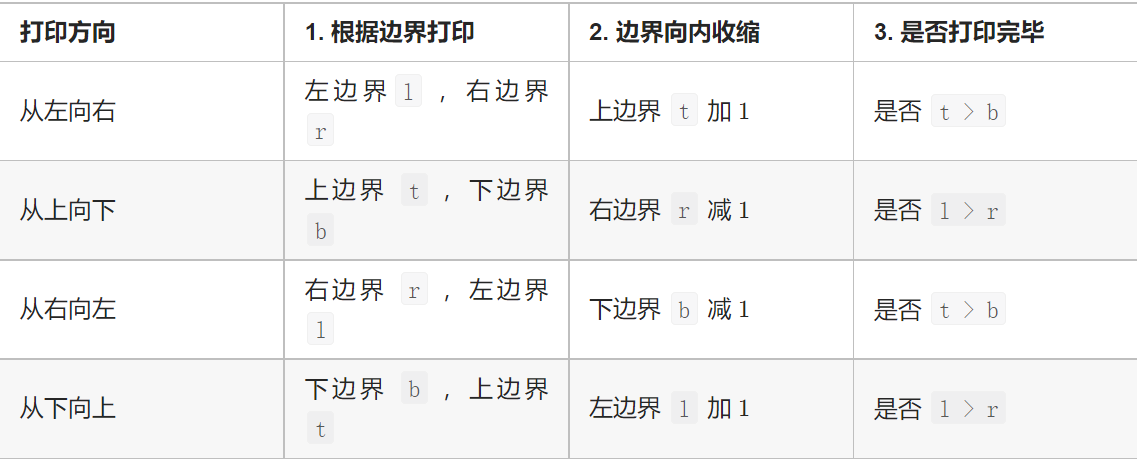 打印方向 1. 根据边界打印 2. 边界向内收缩 3. 是否打印完毕
从左向右 左边界 l ，右边界 r 上边界 t 加 1 是否 t > b
从上向下 上边界 t ，下边界 b 右边界 r 减 1 是否 l > r
从右向左 右边界 r ，左边界 l 下边界 b 减 1 是否 t > b
从下向上 下边界 b ，上边界 t 左边界 l 加 1 是否 l > r